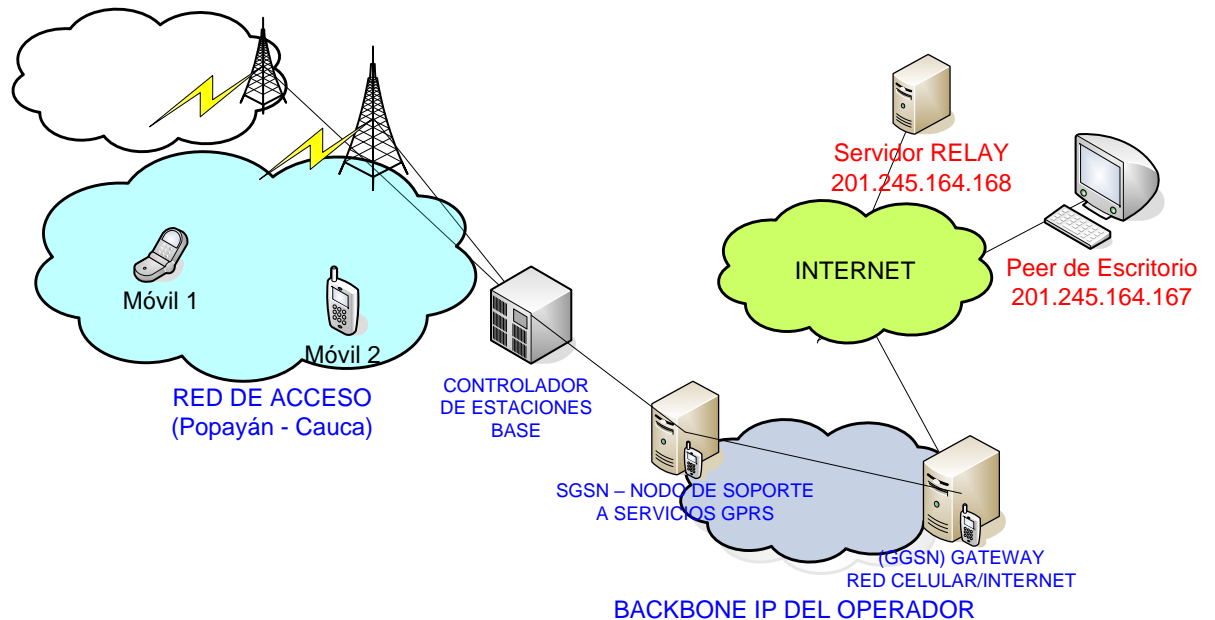 Servidor RELAY
201.245.164.168
INTERNET
Peer de Escritorio
201.245.164.167
Móvil 1
Móvil 2
RED DE ACCESO
(Popayán - Cauca)
CONTROLADOR
DE ESTACIONES
BASE
SGSN – NODO DE SOPORTE
A SERVICIOS GPRS
(GGSN) GATEWAY
RED CELULAR/INTERNET
BACKBONE IP DEL OPERADOR